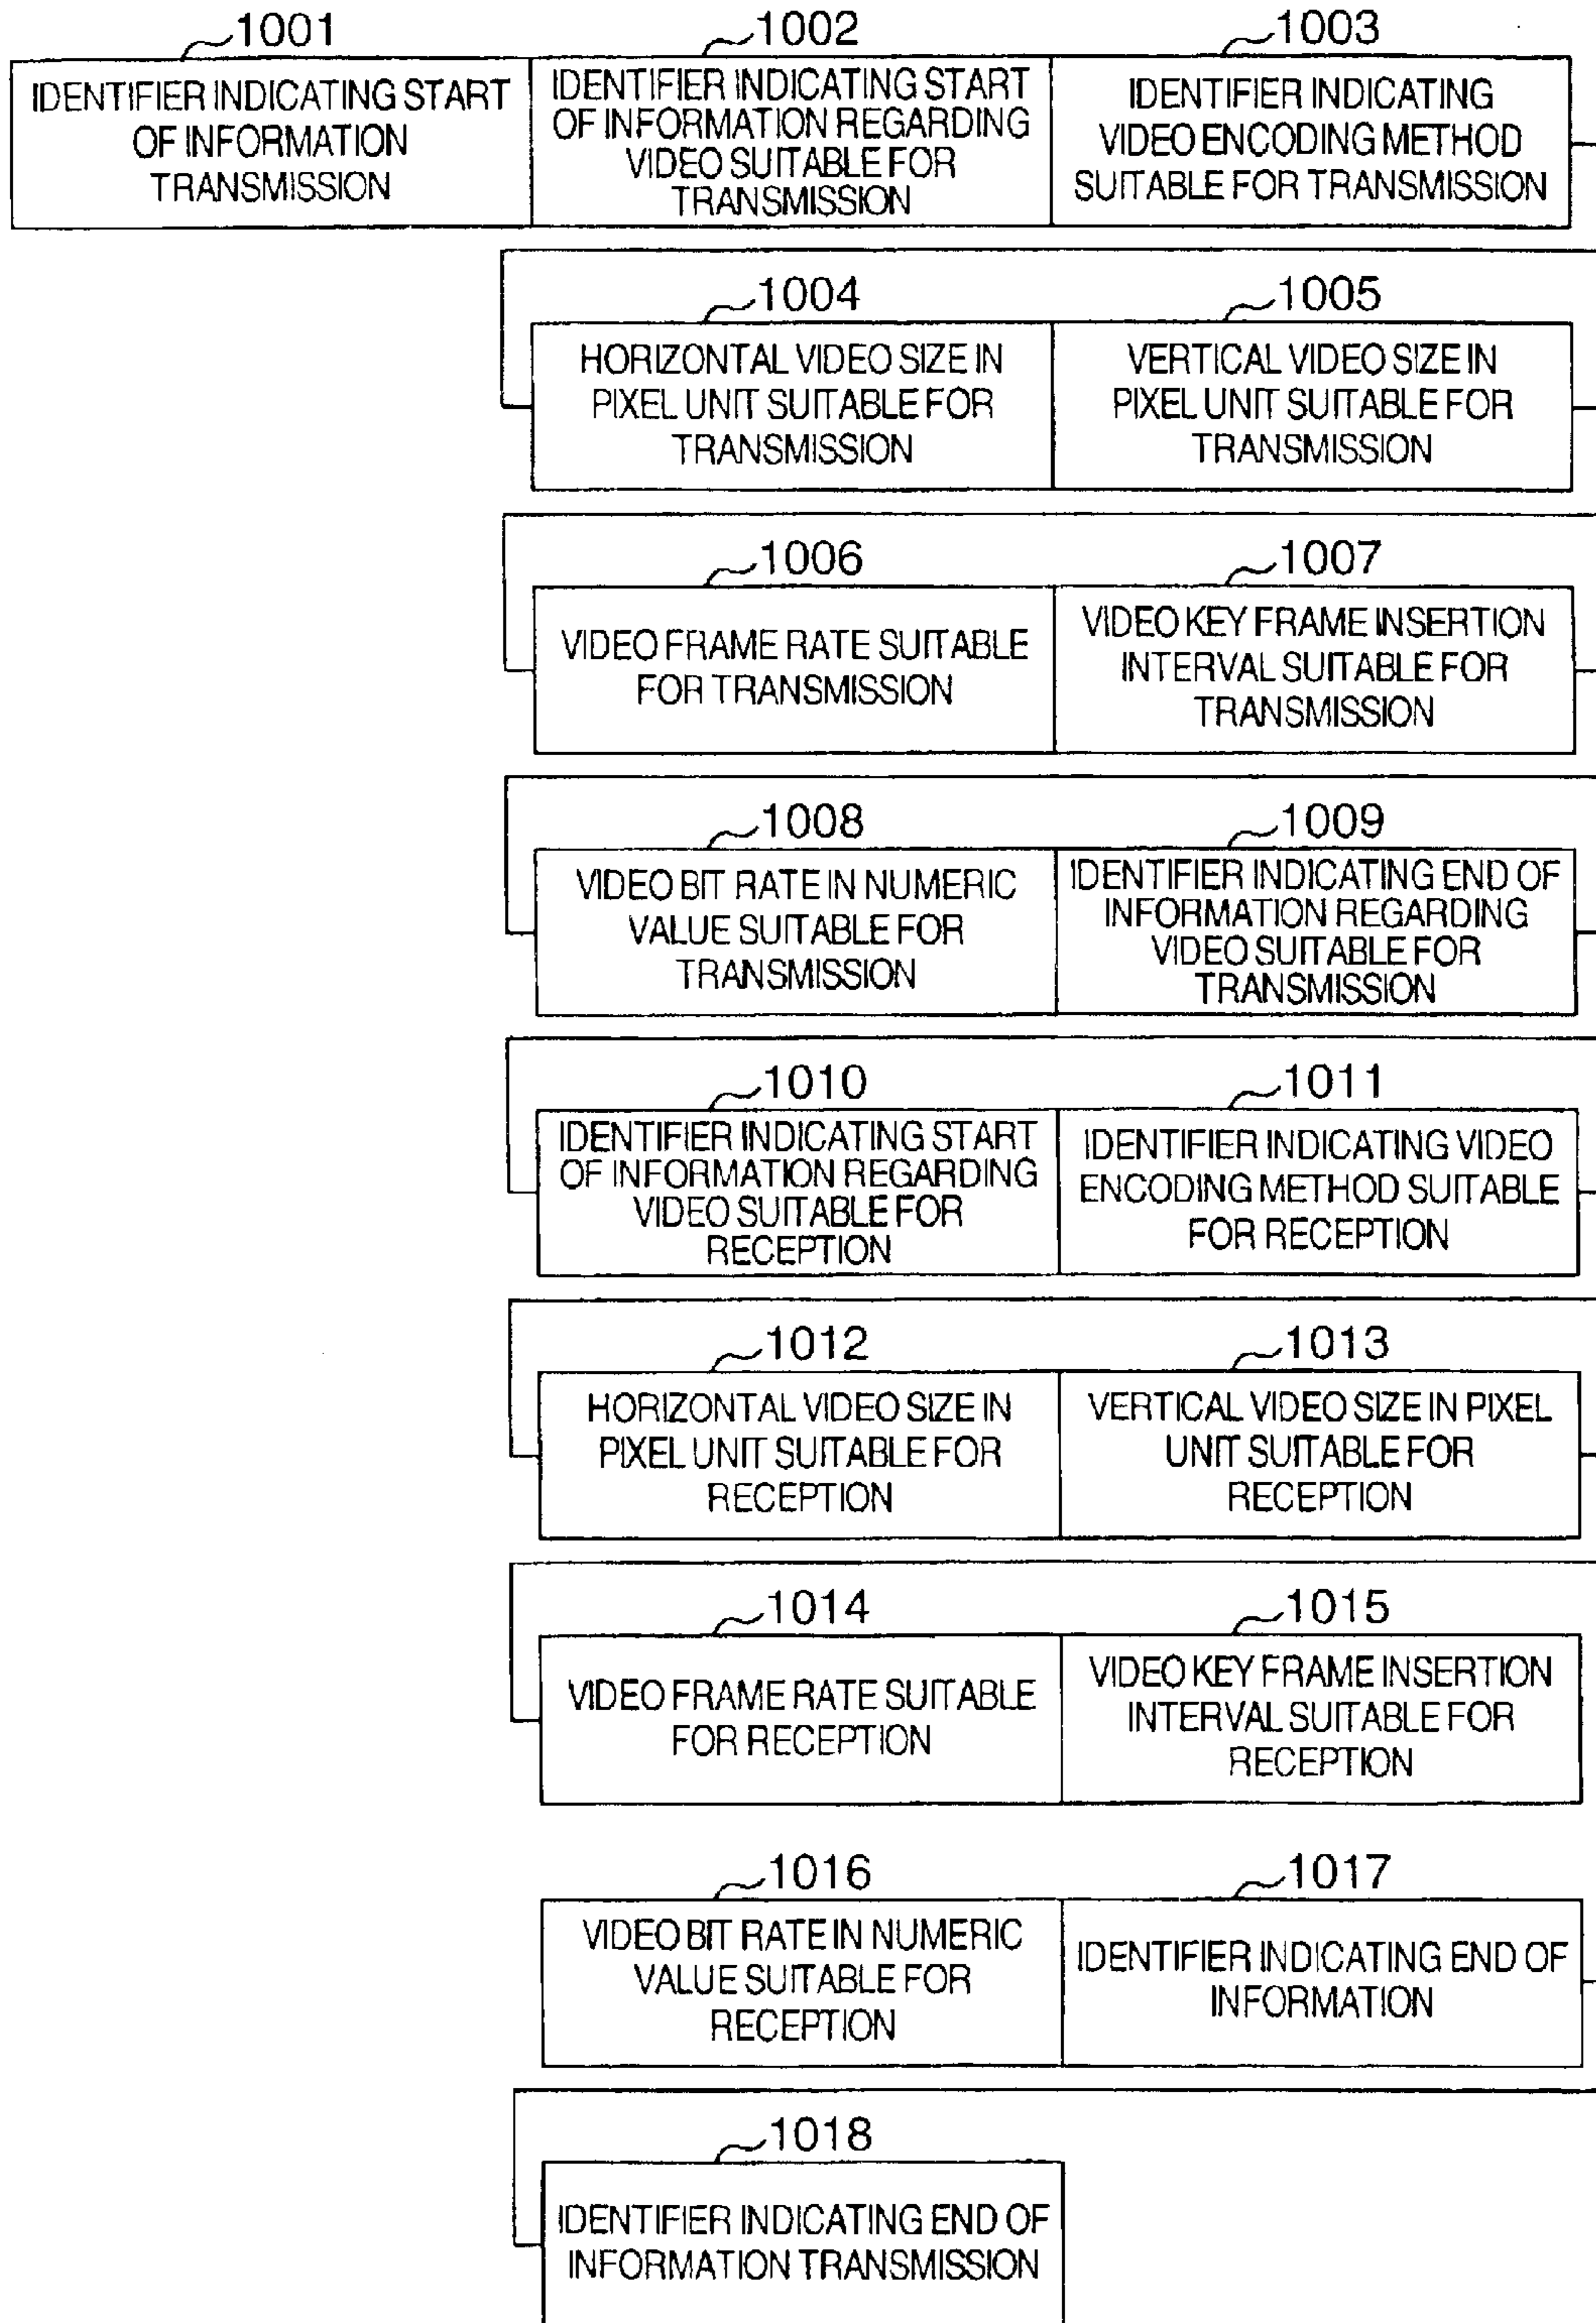 1001
1002
1003
IDENTIFIER INDICATING START
OF INFORMATION
TRANSMISSION
IDENTIFIER INDICATING START
OF INFORMATION REGARDING
VIDEO SUITABLE FOR
TRANSMISSION
IDENTIFIER INDICATING
VIDEO ENCODING METHOD
SUITABLE FOR TRANSMISSION
1004
1005
HORIZONTAL VIDEO SIZE IN
PIXEL UNIT SUITABLE FOR
TRANSMISSION
VERTICAL VIDEO SIZE IN
PIXEL UNIT SUITABLE FOR
TRANSMISSION
1006
1007
VIDEO FRAME RATE SUITABLE
FOR TRANSMISSION
VIDEO KEY FRAME INSERTION
INTERVAL SUITABLE FOR
TRANSMISSION
1008
1009
VIDEO BIT RATE IN NUMERIC
VALUE SUITABLE FOR
TRANSMISSION
IDENTIFIER INDICATING END OF
INFORMATION REGARDING
VIDEO SUITABLE FOR
TRANSMISSION
1010
1011
IDENTIFIER INDICATING START
OF INFORMATION REGARDING
VIDEO SUITABLE FOR
RECEPTION
IDENTIFIER INDICATING VIDEO
ENCODING METHOD SUITABLE
FOR RECEPTION
1012
1013
HORIZONTAL VIDEO SIZE IN
PIXEL UNIT SUITABLE FOR
RECEPTION
VERTICAL VIDEO SIZE IN PIXEL
UNIT SUITABLE FOR
RECEPTION
1014
1015
VIDEO FRAME RATE SUITABLE
FOR RECEPTION
VIDEO KEY FRAME INSERTION
INTERVAL SUITABLE FOR
RECEPTION
1016
1017
VIDEO BIT RATE IN NUMERIC
VALUE SUITABLE FOR
RECEPTION
IDENTIFIER INDICATING END OF
INFORMATION
1018
IDENTIFIER INDICATING END OF
INFORMATION TRANSMISSION